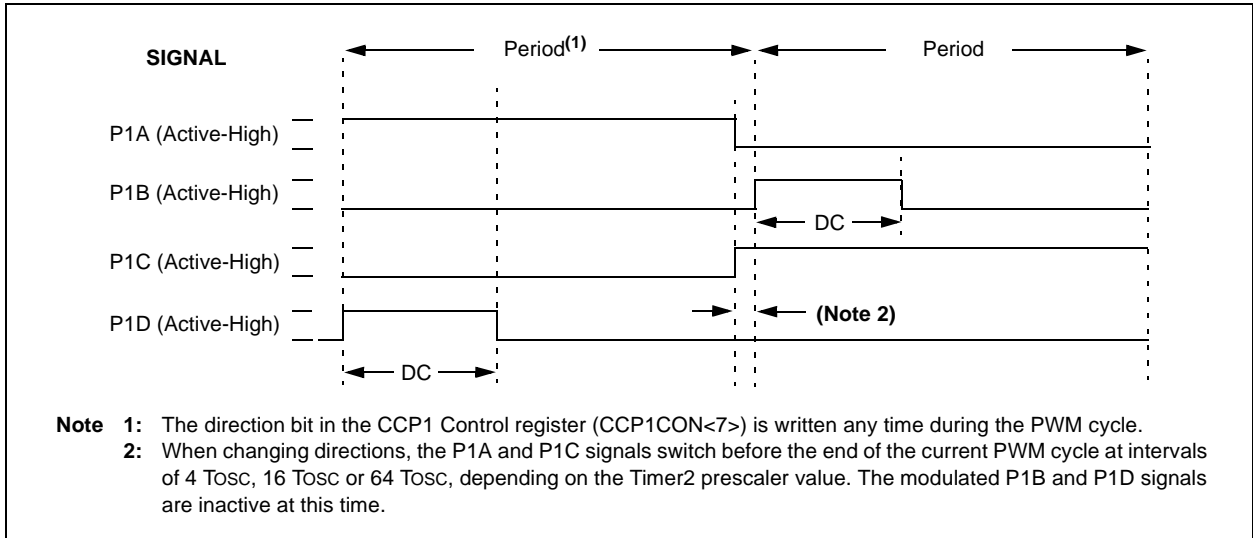 SIGNAL
Period(1)
Period
P1A (Active-High)
P1B (Active-High)
DC
P1C (Active-High)
P1D (Active-High)
(Note 2)
DC
Note 1: The direction bit in the CCP1 Control register (CCP1CON<7>) is written any time during the PWM cycle.
2: When changing directions, the P1A and P1C signals switch before the end of the current PWM cycle at intervals
of 4 TOSC, 16 TOSC or 64 TOSC, depending on the Timer2 prescaler value. The modulated P1B and P1D signals
are inactive at this time.